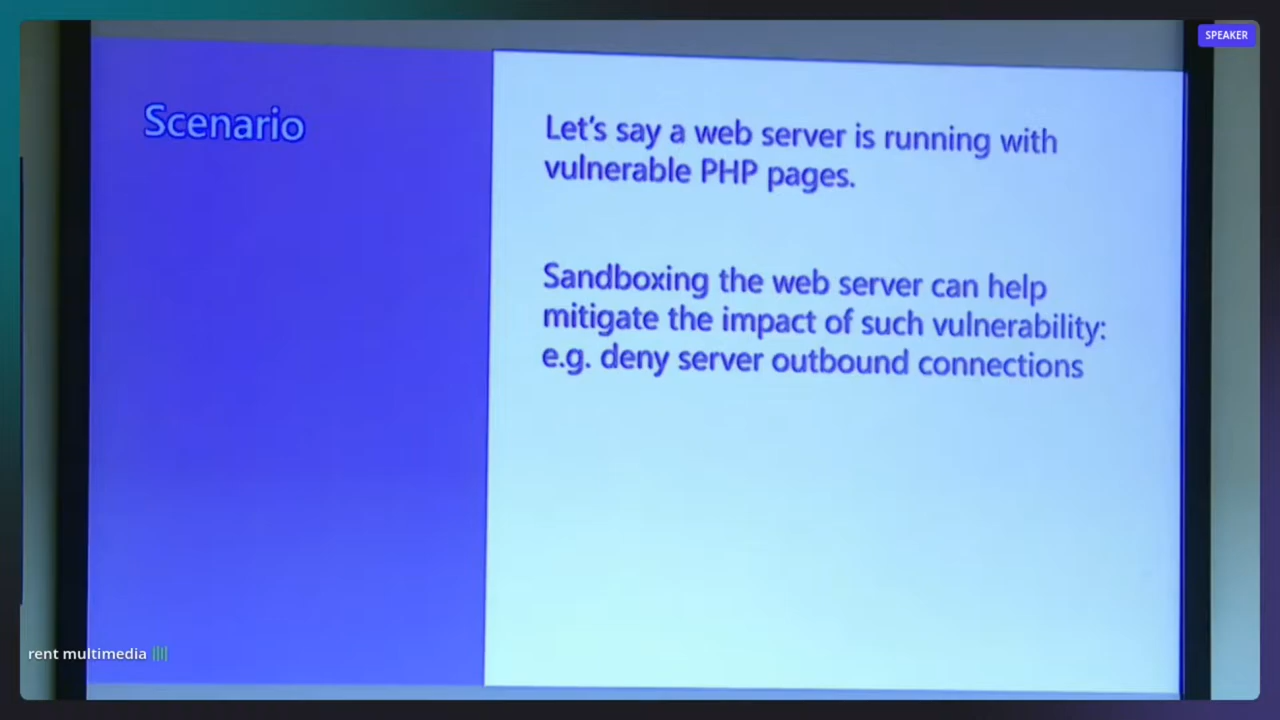 SPEAKER
Scenario
Let's say a web server is running with
vulnerable PHP pages.
Sandboxing the web server can help
mitigate the impact of such vulnerability:
e.g. deny server outbound connections
rent multimedia